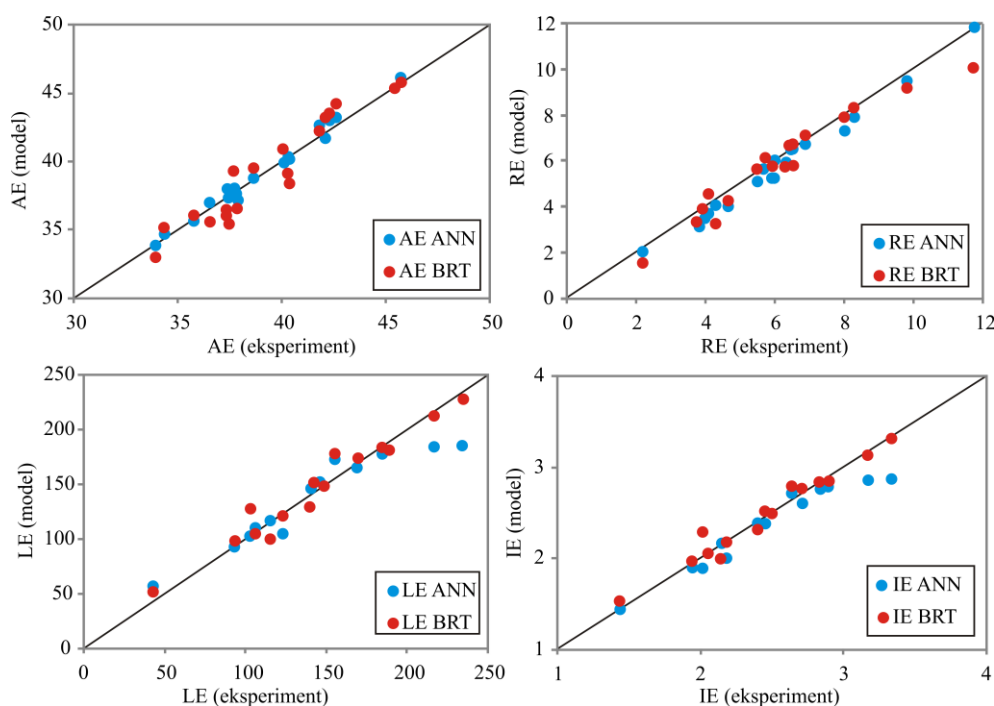 50
45
40
35
30
AE (model)
30
35
40
45
50
AE (eksperiment)
AE ANN
AE BRT
12
10
8
6
4
2
0
RE (model)
0
2
4
6
8
10
12
RE (eksperiment)
RE ANN
RE BRT
250
200
150
100
50
0
LE (model)
0
50
100
150
200
250
LE (eksperiment)
LE ANN
LE BRT
4
3
2
1
IE (model)
1
2
3
4
IE (eksperiment)
IE ANN
IE BRT